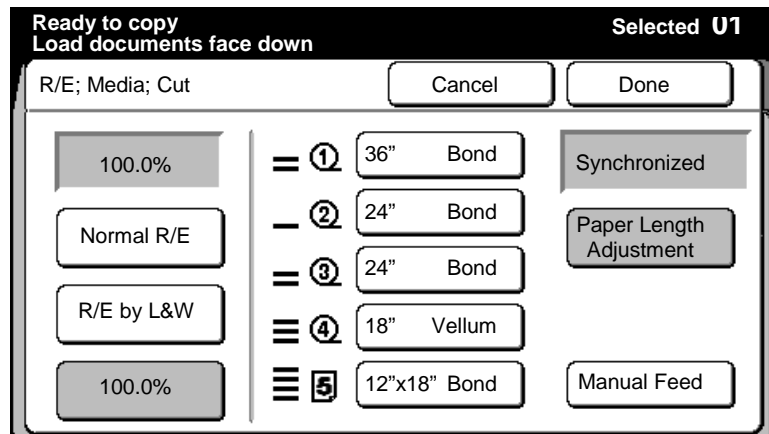 Ready to copy
Load documents face down
Selected 01
R/E; Media; Cut
Cancel
Done
100.0%
Normal R/E
R/E by L&W
100.0%
1 36” Bond
2 24” Bond
3 24” Bond
4 18” Vellum
5 12”x18” Bond
Synchronized
Paper Length
Adjustment
Manual Feed